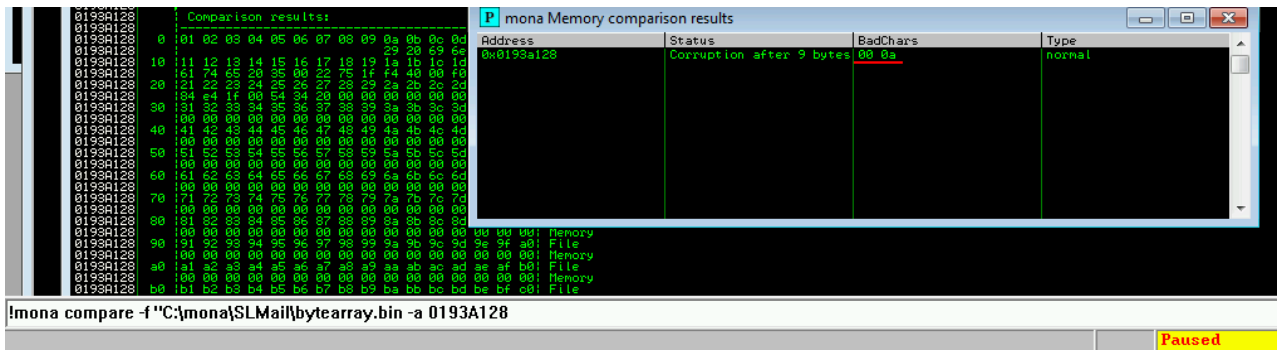 0193A128 Comparison results:
0193A128
0193A128 0 01 02 03 04 05 06 07 08 09 0a 0b 0c 0d
0193A128 29 20 69 6e
0193A128 10 11 12 13 14 15 16 17 18 19 1a 1b 1c 1d
0193A128 61 74 65 20 35 00 22 75 1f f4 40 00 f0
0193A128 20 21 22 23 24 25 26 27 28 29 2a 2b 2c 2d
0193A128 84 e4 1f 00 54 34 20 00 00 00 00 00 00
0193A128 30 31 32 33 34 35 36 37 38 39 3a 3b 3c 3d
0193A128 00 00 00 00 00 00 00 00 00 00 00 00 00
0193A128 40 41 42 43 44 45 46 47 48 49 4a 4b 4c 4d
0193A128 00 00 00 00 00 00 00 00 00 00 00 00 00
0193A128 50 51 52 53 54 55 56 57 58 59 5a 5b 5c 5d
0193A128 00 00 00 00 00 00 00 00 00 00 00 00 00
0193A128 60 61 62 63 64 65 66 67 68 69 6a 6b 6c 6d
0193A128 00 00 00 00 00 00 00 00 00 00 00 00 00
0193A128 70 71 72 73 74 75 76 77 78 79 7a 7b 7c 7d
0193A128 00 00 00 00 00 00 00 00 00 00 00 00 00
0193A128 80 81 82 83 84 85 86 87 88 89 8a 8b 8c 8d
0193A128 00 00 00 00 00 00 00 00 00 00 00 00 00 00 00 00 Memory
0193A128 90 91 92 93 94 95 96 97 98 99 9a 9b 9c 9d 9e 9f a0 File
0193A128 00 00 00 00 00 00 00 00 00 00 00 00 00 00 00 00 Memory
0193A128 a0 a1 a2 a3 a4 a5 a6 a7 a8 a9 aa ab ac ad ae af b0 File
0193A128 00 00 00 00 00 00 00 00 00 00 00 00 00 00 00 00 Memory
0193A128 b0 b1 b2 b3 b4 b5 b6 b7 b8 b9 ba bb bc bd be bf c0 File
P mona Memory comparison results
Address Status BadChars Type
0x0193a128 Corruption after 9 bytes 00 0a normal
!mona compare -f "C:\mona\SLMail\bytearray.bin -a 0193A128
Paused